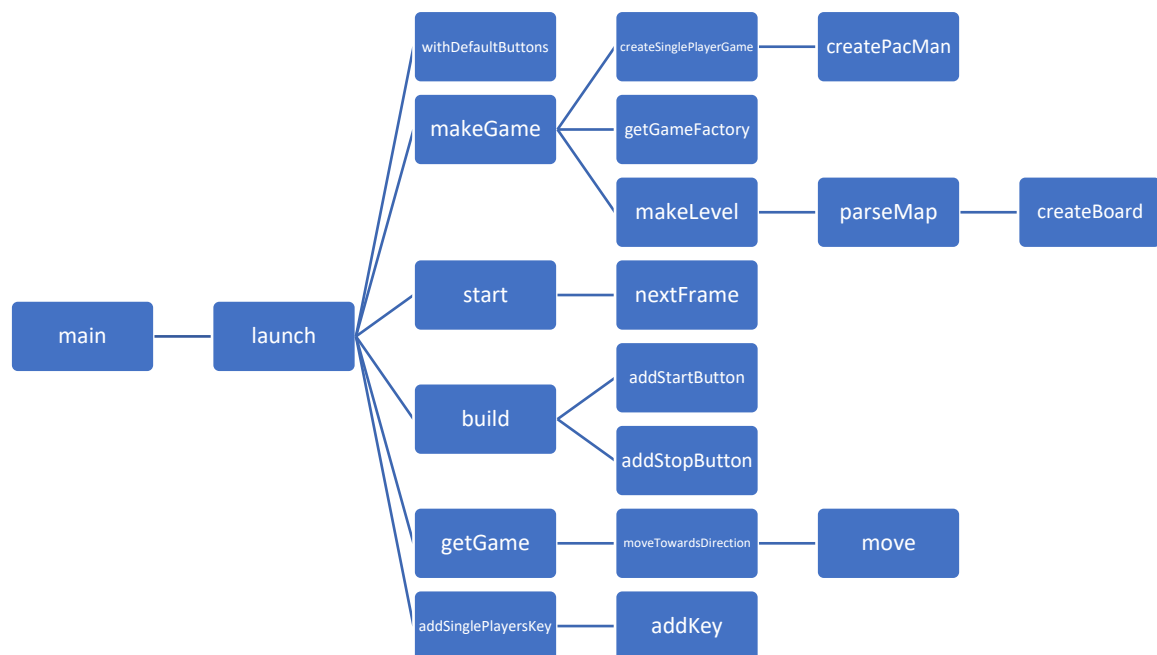 withDefaultButtons
createSinglePlayerGame
createPacMan
makeGame
getGameFactory
makeLevel
parseMap
createBoard
start
nextFrame
main
launch
addStartButton
build
addStopButton
getGame
moveTowardsDirection
move
addSinglePlayersKey
addKey